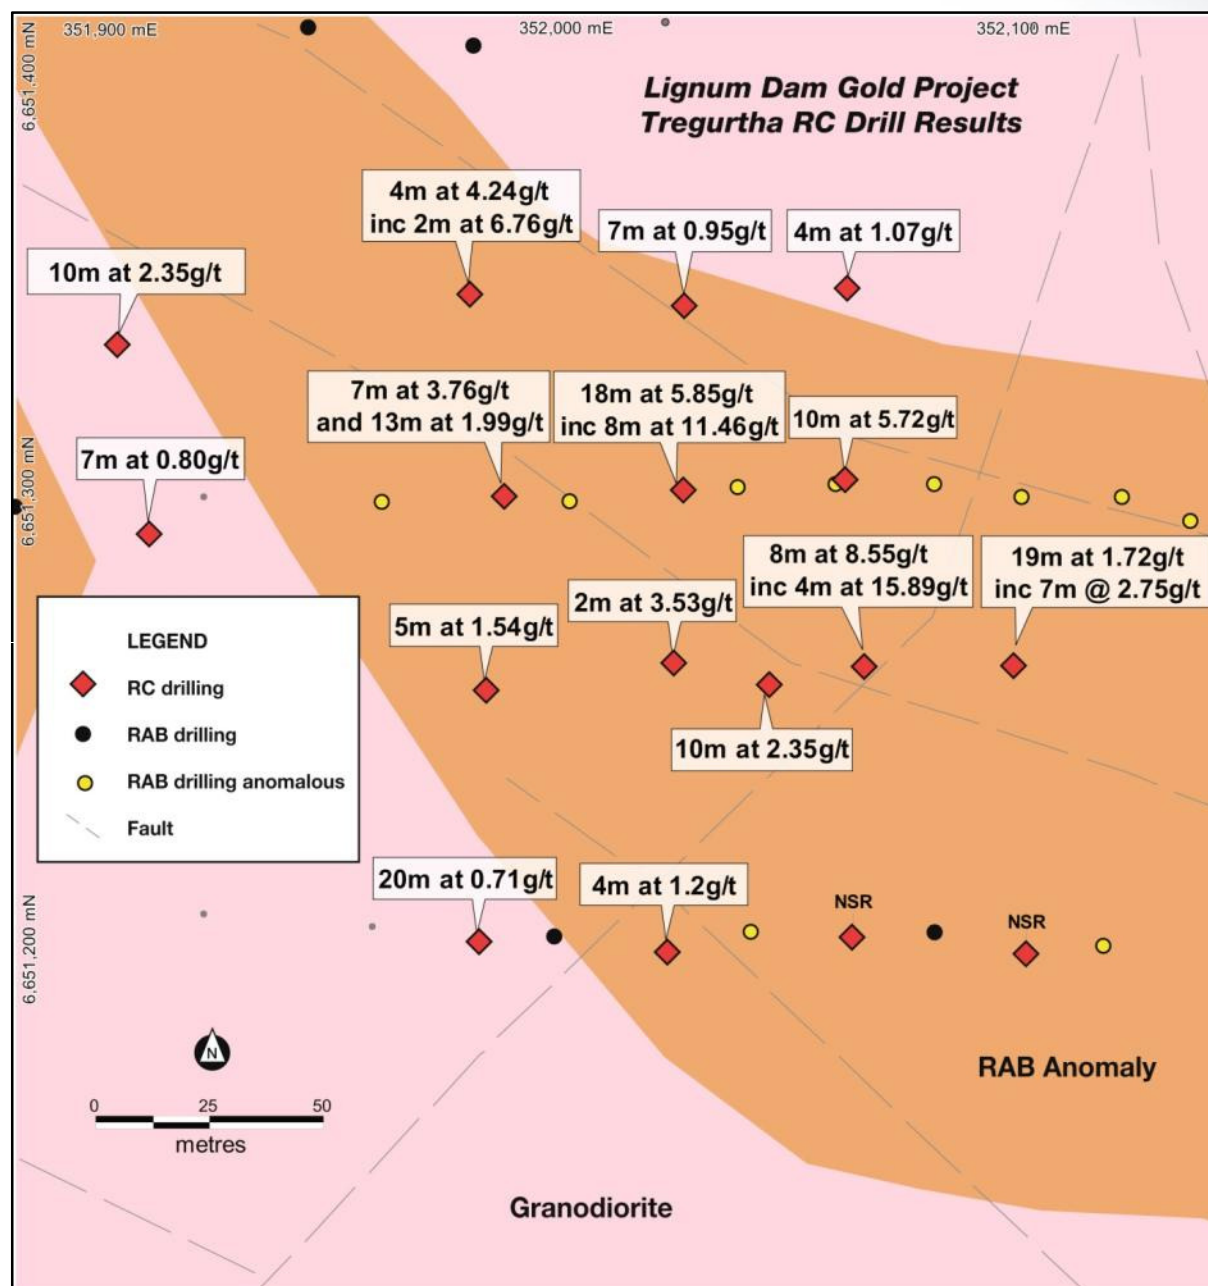 351,900 mE
352,000 mE
352,100 mE
6,651,400 mN
Lignum Dam Gold Project
Tregurtha RC Drill Results
4m at 4.24g/t
inc 2m at 6.76g/t
7m at 0.95g/t
4m at 1.07g/t
10m at 2.35g/t
7m at 3.76g/t
and 13m at 1.99g/t
18m at 5.85g/t
inc 8m at 11.46g/t
10m at 5.72g/t
7m at 0.80g/t
6,651,300 mN
8m at 8.55g/t
inc 4m at 15.89g/t
19m at 1.72g/t
inc 7m @ 2.75g/t
2m at 3.53g/t
5m at 1.54g/t
10m at 2.35g/t
LEGEND
RC drilling
RAB drilling
RAB drilling anomalous
Fault
20m at 0.71g/t
4m at 1.2g/t
NSR
NSR
6,651,200 mN
N
RAB Anomaly
0 25 50
metres
Granodiorite